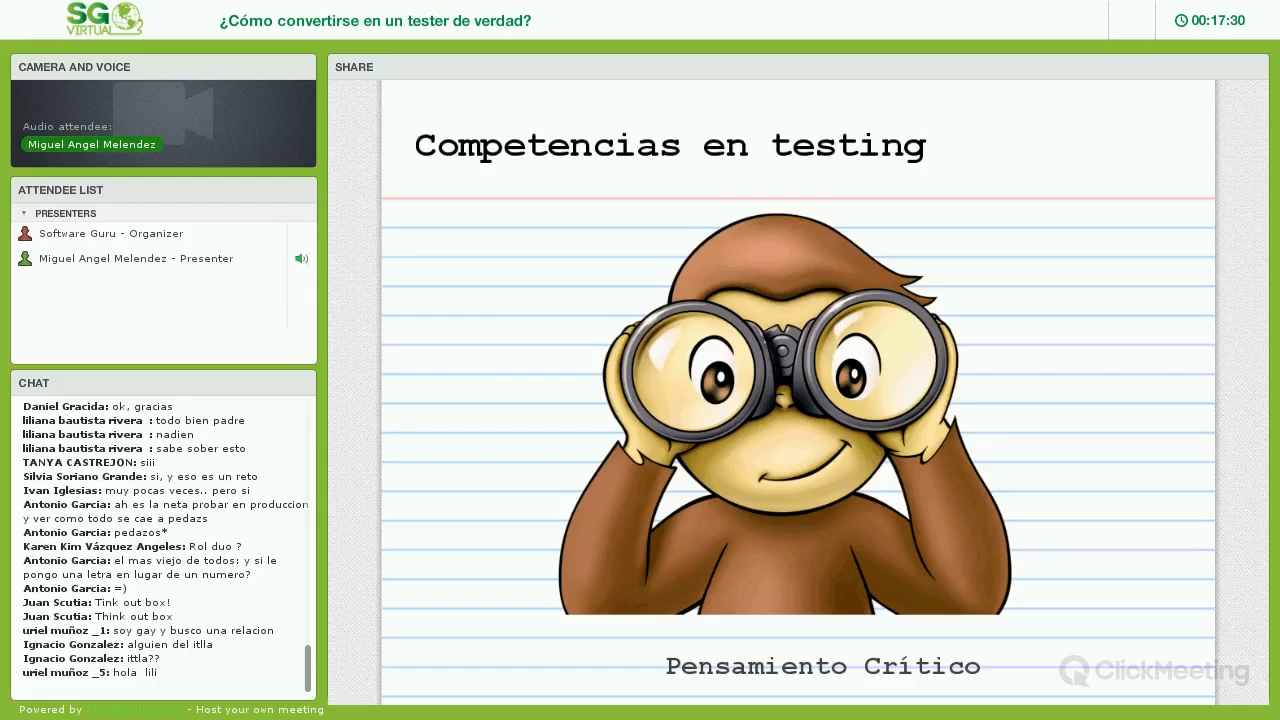 SG
VIRTUAL
¿Cómo convertirse en un tester de verdad?
00:17:30
CAMERA AND VOICE
Audio attendee:
Miguel Angel Melendez
ATTENDEE LIST
PRESENTERS
Software Guru - Organizer
Miguel Angel Melendez - Presenter
CHAT
Daniel Gracida: ok, gracias
liliana bautista rivera : todo bien padre
liliana bautista rivera : nadien
liliana bautista rivera : sabe sober esto
TANYA CASTREJON: siii
Silvia Soriano Grande: si, y eso es un reto
Ivan Iglesias: muy pocas veces.. pero si
Antonio Garcia: ah es la neta probar en produccion
y ver como todo se cae a pedazs
Antonio Garcia: pedazos*
Karen Kim Vázquez Angeles: Rol duo ?
Antonio Garcia: el mas viejo de todos: y si le
pongo una letra en lugar de un numero?
Antonio Garcia: =)
Juan Scutia: Tink out box!
Juan Scutia: Think out box
uriel muñoz _1: soy gay y busco una relacion
Ignacio Gonzalez: alguien del itlla
Ignacio Gonzalez: ittla??
uriel muñoz _5: hola lili
Powered by - Host your own meeting
SHARE
Competencias en testing
Pensamiento Crítico
ClickMeeting